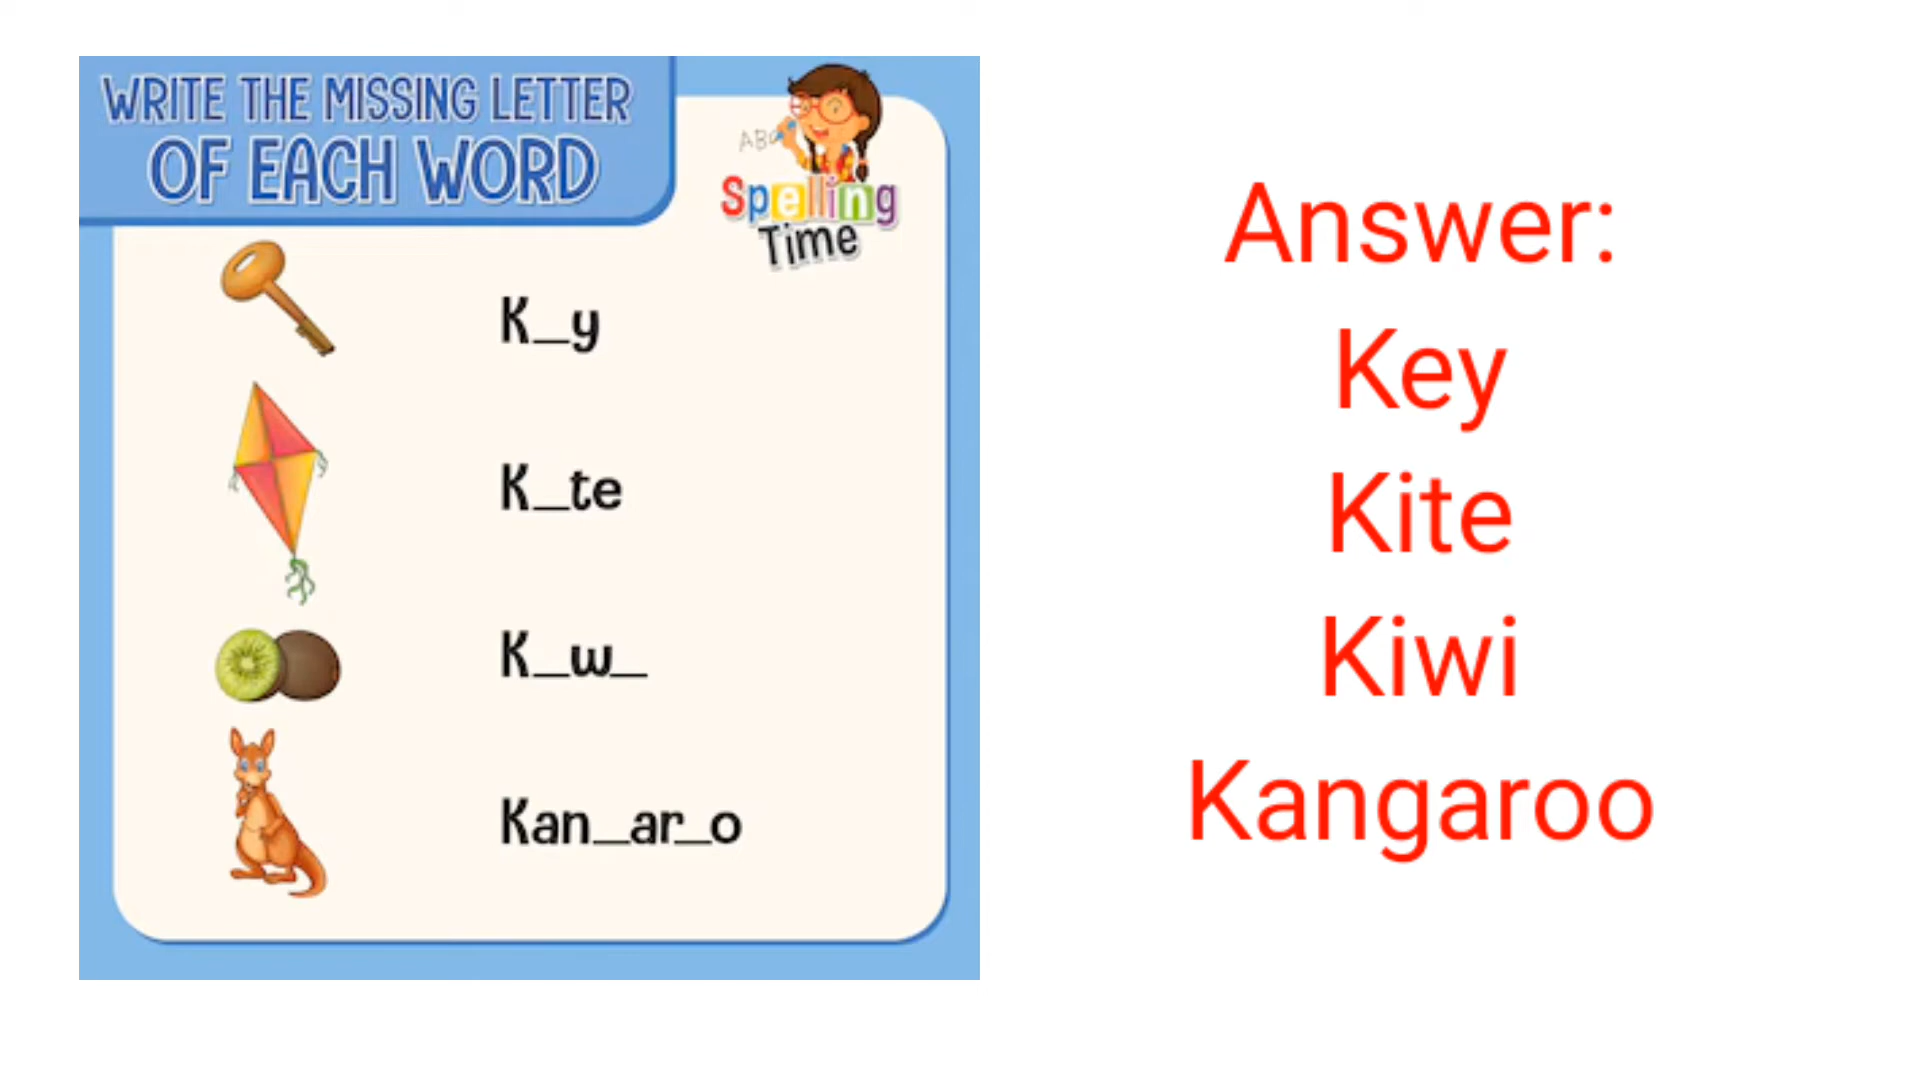 WRITE THE MISSING LETTER
OF EACH WORD
ABC
Spelling
Time
K_y
K_te
K_w_
Kan_ar_o
Answer:
Key
Kite
Kiwi
Kangaroo